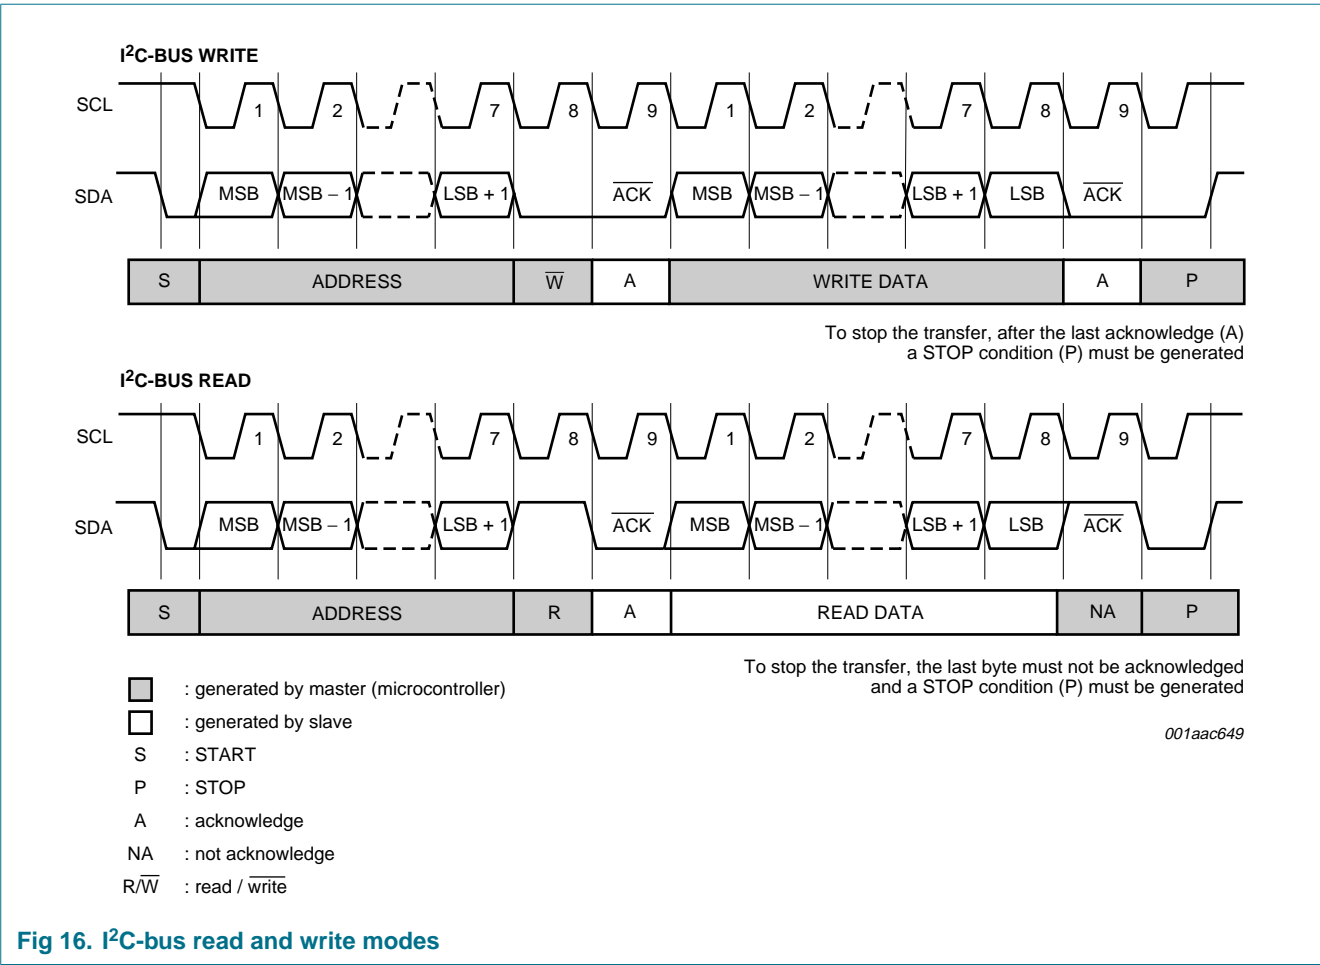 I²C-BUS WRITE
SCL 1 2 7 8 9 1 2 7 8 9
SDA MSB MSB − 1 LSB + 1 A̅C̅K̅ MSB MSB − 1 LSB + 1 LSB A̅C̅K̅
S ADDRESS W̅ A WRITE DATA A P
To stop the transfer, after the last acknowledge (A)
a STOP condition (P) must be generated
I²C-BUS READ
SCL 1 2 7 8 9 1 2 7 8 9
SDA MSB MSB − 1 LSB + 1 A̅C̅K̅ MSB MSB − 1 LSB + 1 LSB A̅C̅K̅
S ADDRESS R A READ DATA NA P
To stop the transfer, the last byte must not be acknowledged
and a STOP condition (P) must be generated
: generated by master (microcontroller)
: generated by slave
001aac649
S : START
P : STOP
A : acknowledge
NA : not acknowledge
R/W̅ : read / w̅r̅i̅t̅e̅
Fig 16. I²C-bus read and write modes